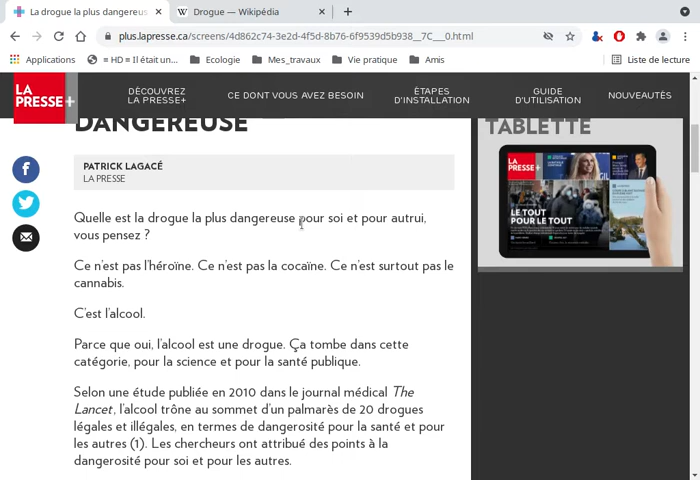 La drogue la plus dangereus
Drogue — Wikipédia
plus.lapresse.ca/screens/4d862c74-3e2d-4f5d-8b76-6f9539d5b938__7C___0.html
Applications
= HD = Il était un...
Ecologie
Mes_travaux
Vie pratique
Amis
Liste de lecture
LA
PRESSE+
DÉCOUVREZ
LA PRESSE+
CE DONT VOUS AVEZ BESOIN
ÉTAPES
D'INSTALLATION
GUIDE
D'UTILISATION
NOUVEAUTÉS
DANGEREUSE
TABLETTE
PATRICK LAGACÉ
LA PRESSE
Quelle est la drogue la plus dangereuse pour soi et pour autrui,
vous pensez ?
Ce n'est pas l'héroïne. Ce n'est pas la cocaïne. Ce n'est surtout pas le
cannabis.
C'est l'alcool.
Parce que oui, l'alcool est une drogue. Ça tombe dans cette
catégorie, pour la science et pour la santé publique.
Selon une étude publiée en 2010 dans le journal médical The
Lancet, l'alcool trône au sommet d'un palmarès de 20 drogues
légales et illégales, en termes de dangerosité pour la santé et pour
les autres (1). Les chercheurs ont attribué des points à la
dangerosité pour soi et pour les autres.
LA
PRESSE+
LE TOUT
POUR LE TOUT